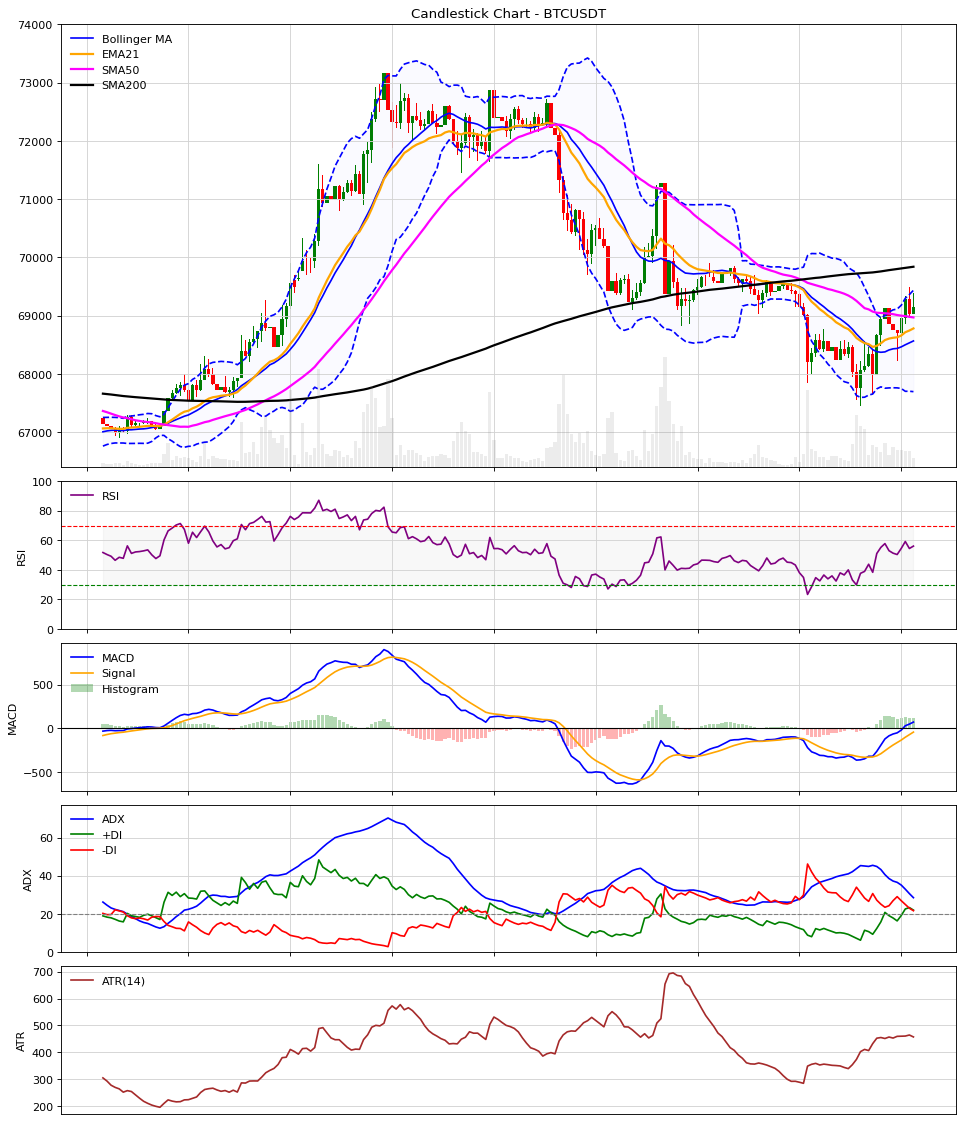 Candlestick Chart - BTCUSDT
74000
73000
72000
71000
70000
69000
68000
67000
Bollinger MA
EMA21
SMA50
SMA200
100
80
60
40
20
0
RSI
RSI
500
0
−500
MACD
MACD
Signal
Histogram
60
40
20
0
ADX
ADX
+DI
-DI
700
600
500
400
300
200
ATR
ATR(14)